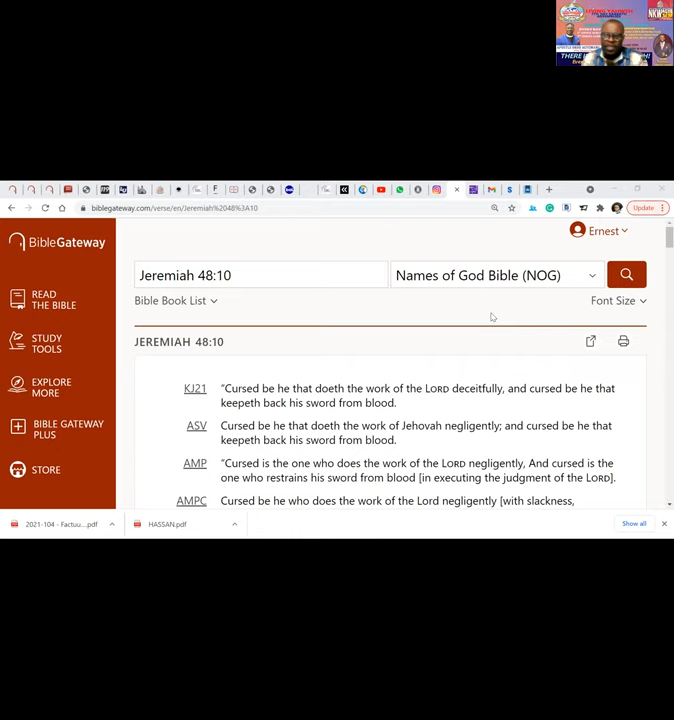 LIVING YAHWEH
NKW
THERE I
biblegateway.com/verse/en/Jeremiah%2048%3A10
Update
BibleGateway
Ernest
Jeremiah 48:10
Names of God Bible (NOG)
Bible Book List
Font Size
READ
THE BIBLE
STUDY
TOOLS
EXPLORE
MORE
BIBLE GATEWAY
PLUS
STORE
JEREMIAH 48:10
KJ21 "Cursed be he that doeth the work of the LORD deceitfully, and cursed be he that
keepeth back his sword from blood.
ASV Cursed be he that doeth the work of Jehovah negligently; and cursed be he that
keepeth back his sword from blood.
AMP "Cursed is the one who does the work of the LORD negligently, And cursed is the
one who restrains his sword from blood [in executing the judgment of the LORD].
AMPC Cursed be he who does the work of the Lord negligently [with slackness,
2021-104 - Factuu....pdf
HASSAN.pdf
Show all